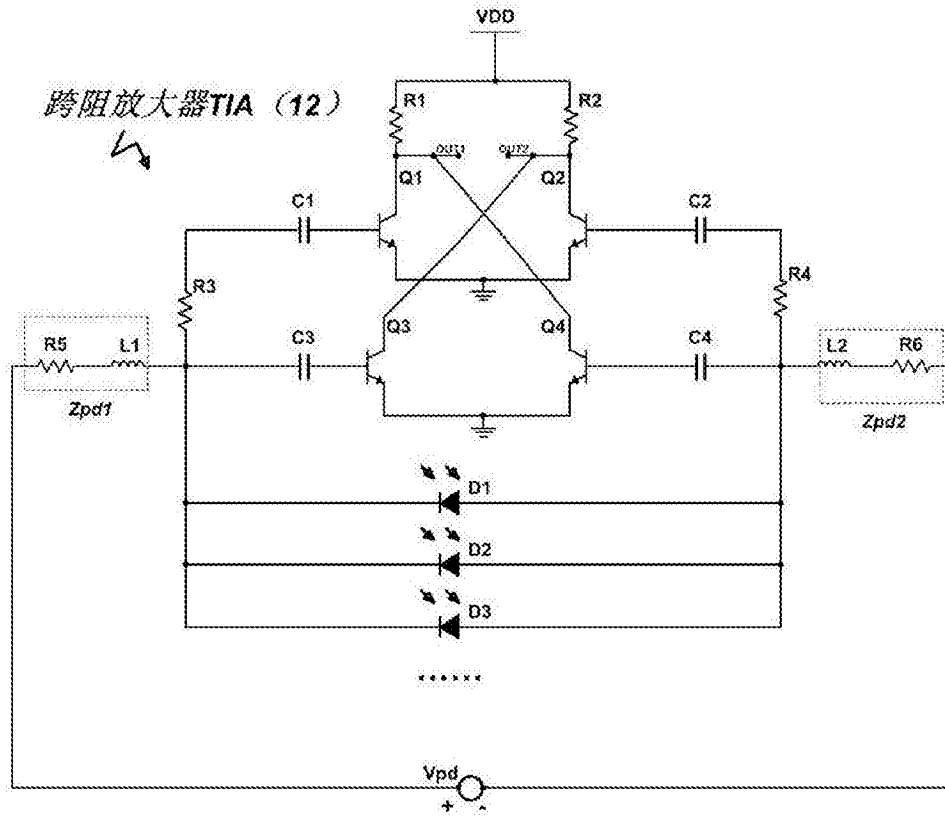 VDD
跨阻放大器TIA（12）
R1
R2
OUT1
OUT2
Q1
Q2
C1
C2
R3
R4
Q3
Q4
C3
C4
R5
L1
L2
R6
Zpd1
Zpd2
D1
D2
D3
......
Vpd
+
-